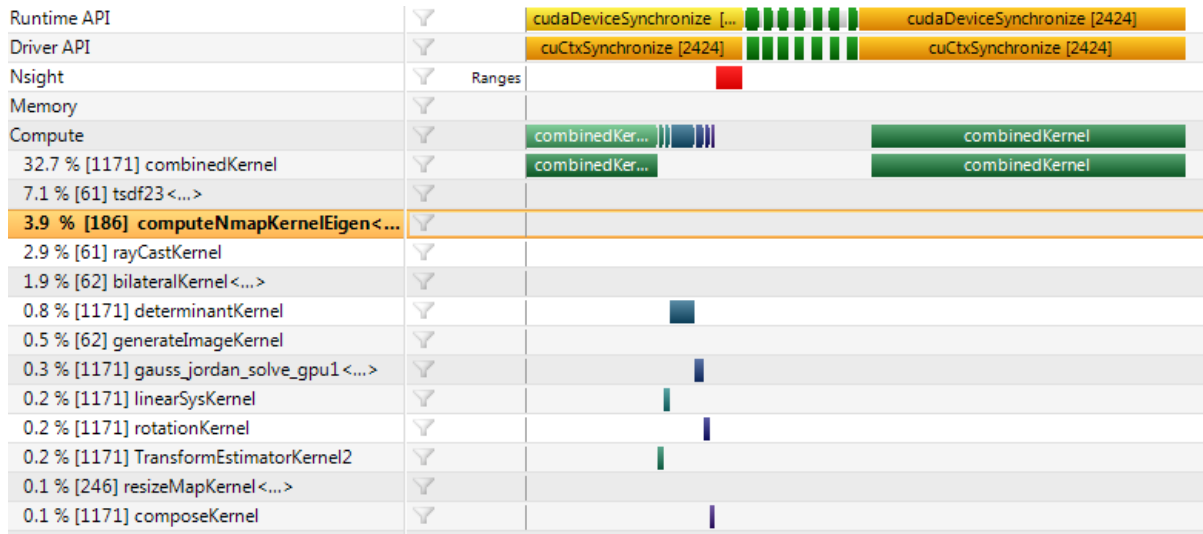 Runtime API cudaDeviceSynchronize [... cudaDeviceSynchronize [2424]
Driver API cuCtxSynchronize [2424] cuCtxSynchronize [2424]
Nsight Ranges
Memory
Compute combinedKer... combinedKernel
32.7 % [1171] combinedKernel combinedKer... combinedKernel
7.1 % [61] tsdf23<...>
3.9 % [186] computeNmapKernelEigen<...
2.9 % [61] rayCastKernel
1.9 % [62] bilateralKernel<...>
0.8 % [1171] determinantKernel
0.5 % [62] generateImageKernel
0.3 % [1171] gauss_jordan_solve_gpu1<...>
0.2 % [1171] linearSysKernel
0.2 % [1171] rotationKernel
0.2 % [1171] TransformEstimatorKernel2
0.1 % [246] resizeMapKernel<...>
0.1 % [1171] composeKernel